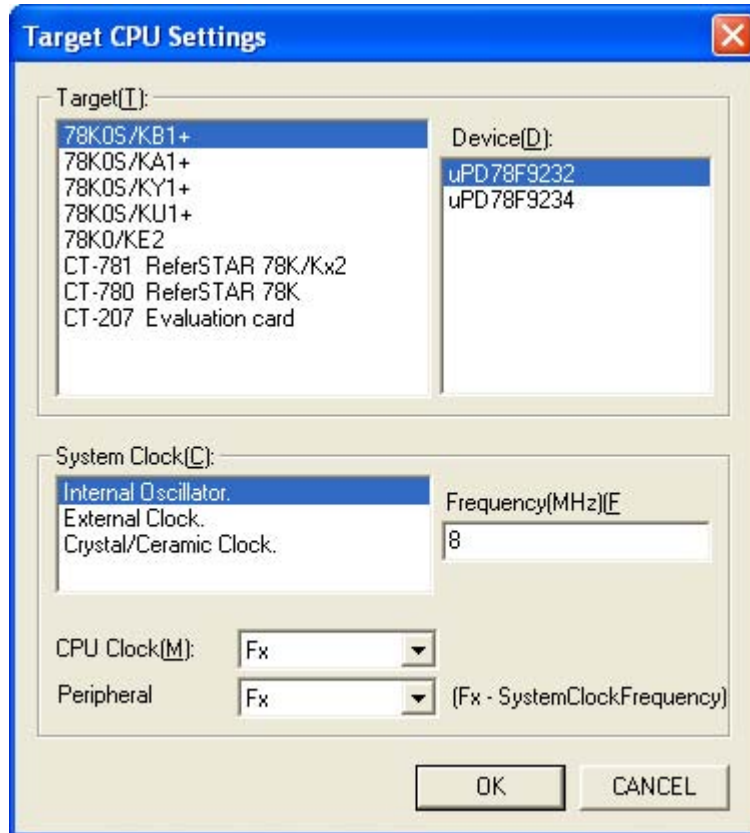 Target CPU Settings
Target(T):
78K0S/KB1+
78K0S/KA1+
78K0S/KY1+
78K0S/KU1+
78K0/KE2
CT-781 ReferSTAR 78K/Kx2
CT-780 ReferSTAR 78K
CT-207 Evaluation card
Device(D):
uPD78F9232
uPD78F9234
System Clock(C):
Internal Oscillator.
External Clock.
Crystal/Ceramic Clock.
Frequency(MHz)(F
8
CPU Clock(M): Fx
Peripheral Fx (Fx - SystemClockFrequency)
OK CANCEL